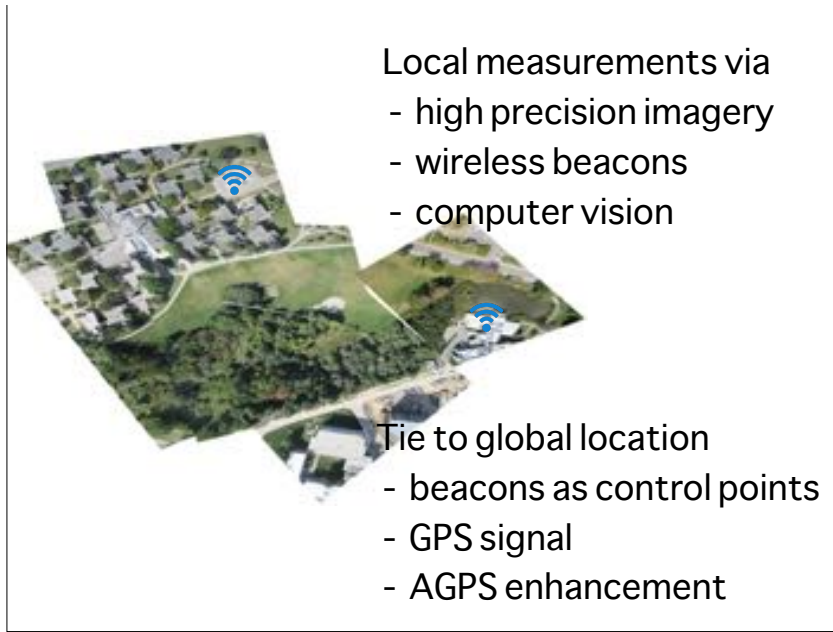 Local measurements via
- high precision imagery
- wireless beacons
- computer vision
Tie to global location
- beacons as control points
- GPS signal
- AGPS enhancement